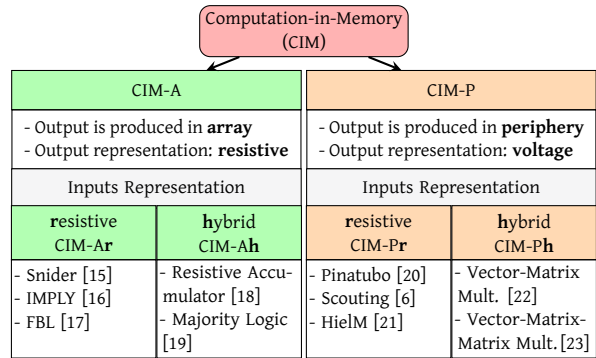 Computation-in-Memory
(CIM)
CIM-A
- Output is produced in array
- Output representation: resistive
Inputs Representation
resistive
CIM-Ar
- Snider [15]
- IMPLY [16]
- FBL [17]
hybrid
CIM-Ah
- Resistive Accu-
mulator [18]
- Majority Logic
[19]
CIM-P
- Output is produced in periphery
- Output representation: voltage
Inputs Representation
resistive
CIM-Pr
- Pinatubo [20]
- Scouting [6]
- HielM [21]
hybrid
CIM-Ph
- Vector-Matrix
Mult. [22]
- Vector-Matrix-
Matrix Mult. [23]